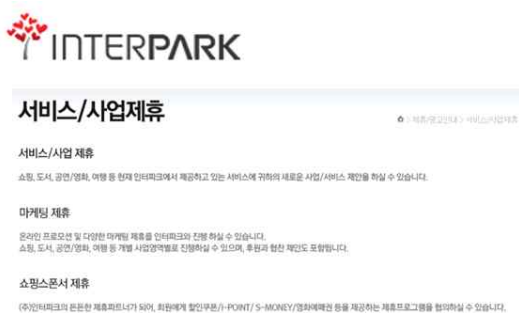 INTERPARK
서비스/사업제휴
> 제휴/광고안내 > 서비스/사업제휴
서비스/사업 제휴
쇼핑, 도서, 공연/영화, 여행 등 현재 인터파크에서 제공하고 있는 서비스에 귀하의 새로운 사업/서비스 제안을 하실 수 있습니다.
마케팅 제휴
온라인 프로모션 및 다양한 마케팅 제휴를 인터파크와 진행 하실 수 있습니다.
쇼핑, 도서, 공연/영화, 여행 등 개별 사업영역별로 진행하실 수 있으며, 후원과 협찬 제안도 포함됩니다.
쇼핑스폰서 제휴
(주)인터파크의 든든한 제휴파트너가 되어, 회원에게 할인쿠폰/I-POINT/ S-MONEY/영화예매권 등을 제공하는 제휴프로그램을 협의하실 수 있습니다.